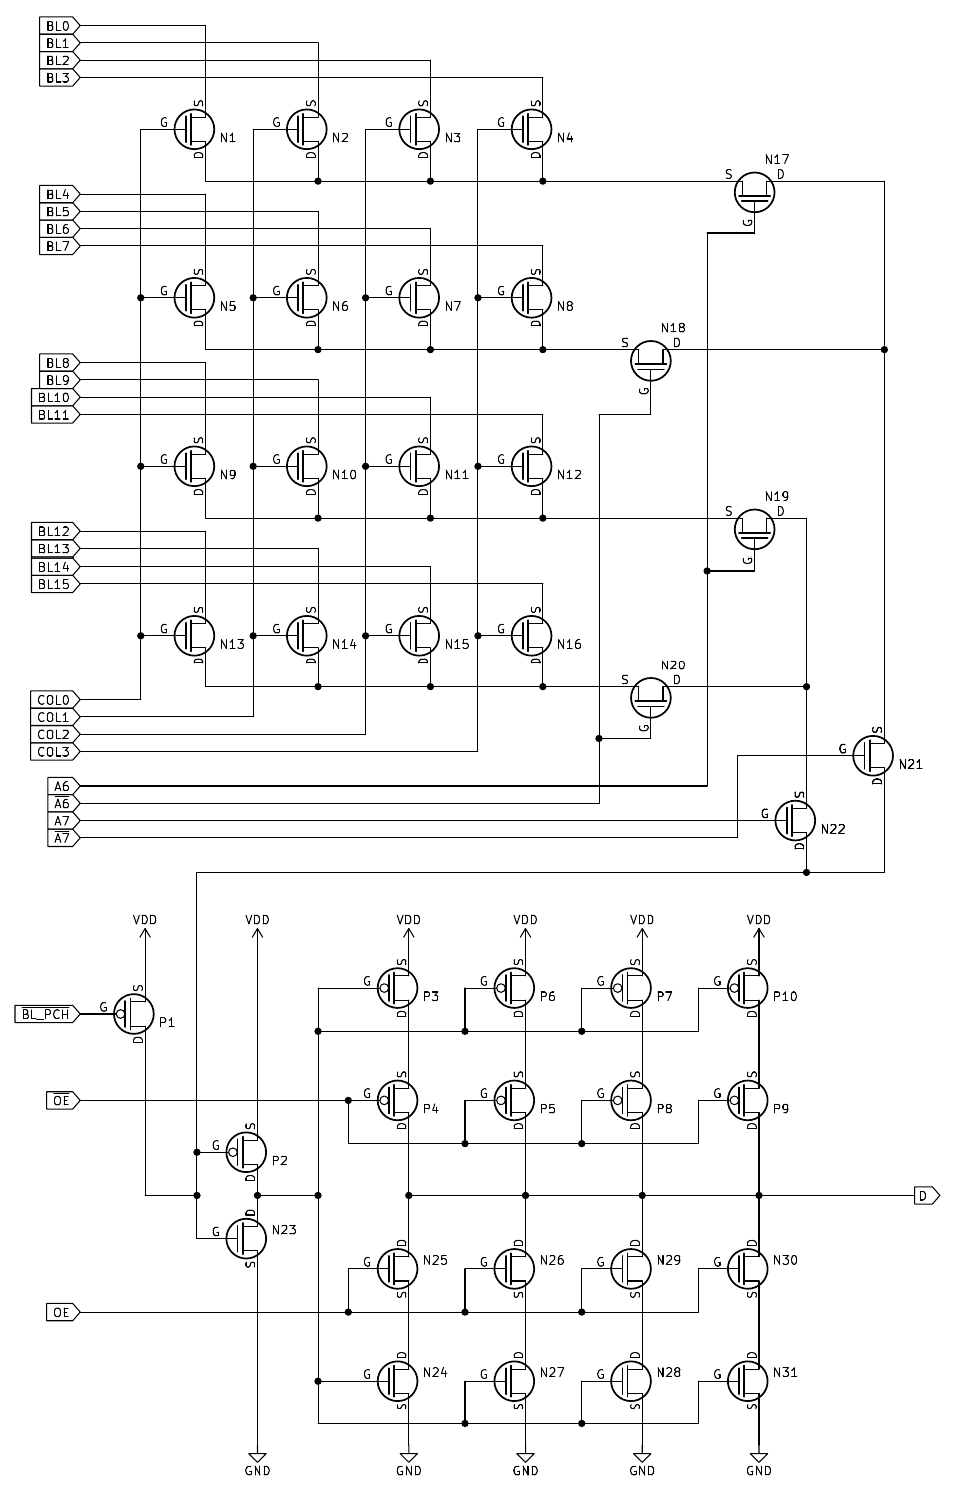 BL0
BL1
BL2
BL3
S S S S
G G G G
N1 N2 N3 N4
D D D D
N17
S D
G
BL4
BL5
BL6
BL7
S S S S
G G G G
N5 N6 N7 N8
D D D D
N18
S D
G
BL8
BL9
BL10
BL11
S S S S
G G G G
N9 N10 N11 N12
D D D D
N19
S D
G
BL12
BL13
BL14
BL15
S S S S
G G G G
N13 N14 N15 N16
D D D D
N20
S D
G
COL0
COL1
COL2
COL3
S
G N21
D
A6
A6
A7
A7
S
G N22
D
VDD VDD VDD VDD VDD VDD
S S S S
G G G G
P3 P6 P7 P10
D D D D
S
BL_PCH G P1
D
S S S S
OE G G G G
P4 P5 P8 P9
D D D D
S
G P2
D
D
D
G N23
S
D D D D
N25 N26 N29 N30
G G G G
S S S S
OE
D D D D
N24 N27 N28 N31
G G G G
S S S S
GND GND GND GND GND